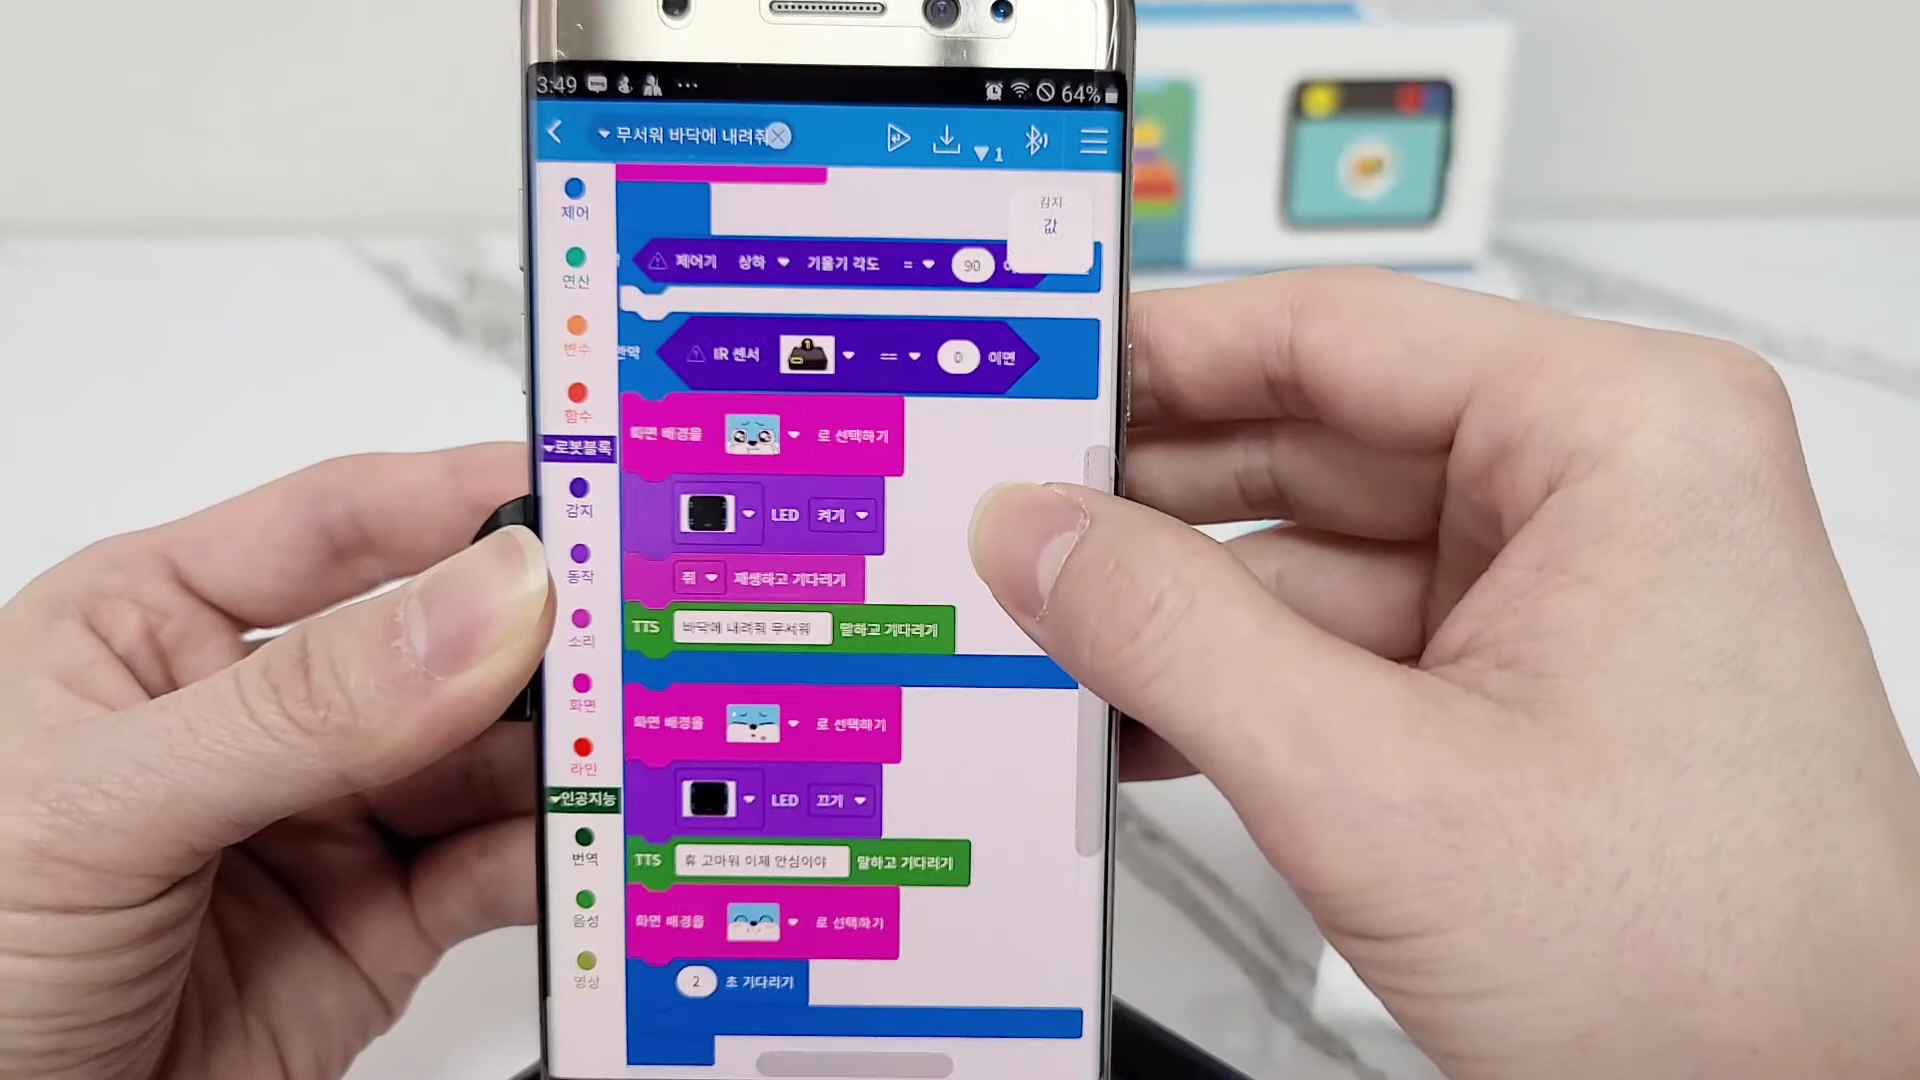 3:49 64%
무서워 바닥에 내려줘
1
제어
감지
값
제어기 상하 기울기 각도 = 90
연산
변수
IR 센서 1 == 0 이면
함수
화면 배경을 로 선택하기
로봇블록
감지
LED 켜기
동작
쥐 재생하고 기다리기
소리
TTS 바닥에 내려줘 무서워 말하고 기다리기
화면
화면 배경을 로 선택하기
라인
인공지능
LED 끄기
번역
TTS 휴 고마워 이제 안심이야 말하고 기다리기
음성
화면 배경을 로 선택하기
영상
2 초 기다리기